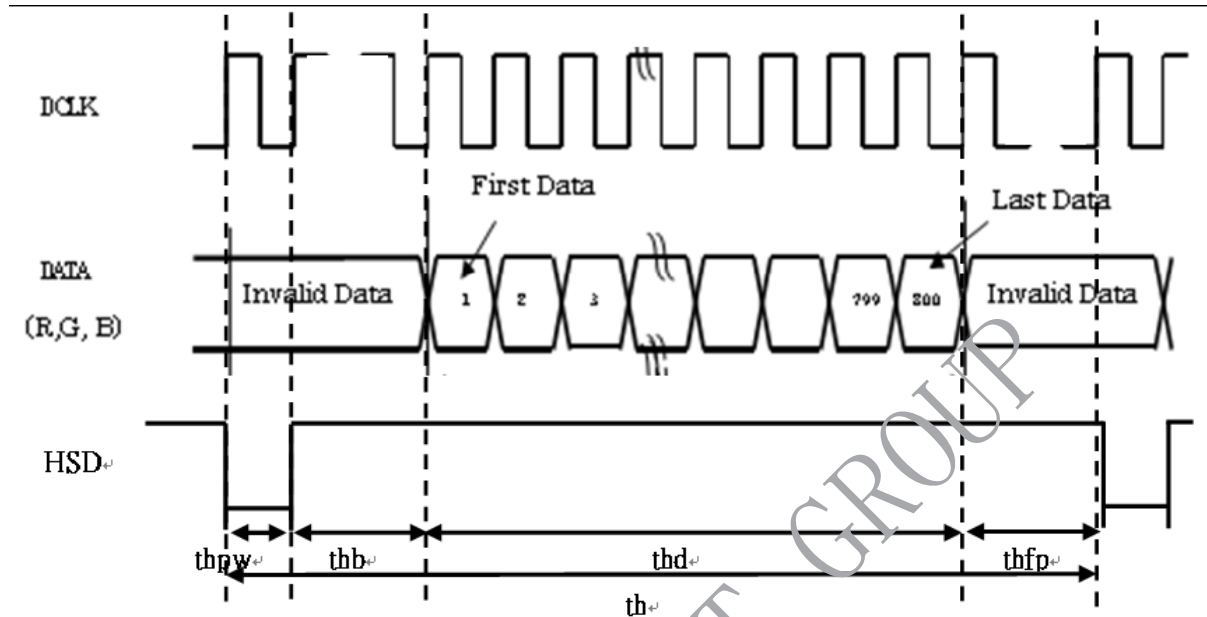 DCLK
First Data
Last Data
DATA
(R,G, B)
Invalid Data
1
2
3
799
800
Invalid Data
HSD
thpw
thb
thd
thfp
th
T GROUP